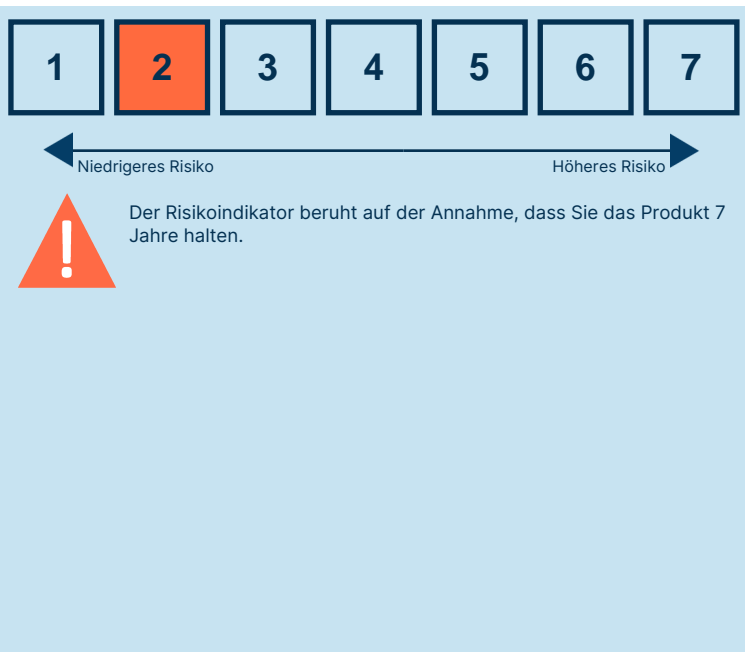 1 2 3 4 5 6 7
Niedrigeres Risiko Höheres Risiko
!
Der Risikoindikator beruht auf der Annahme, dass Sie das Produkt 7
Jahre halten.